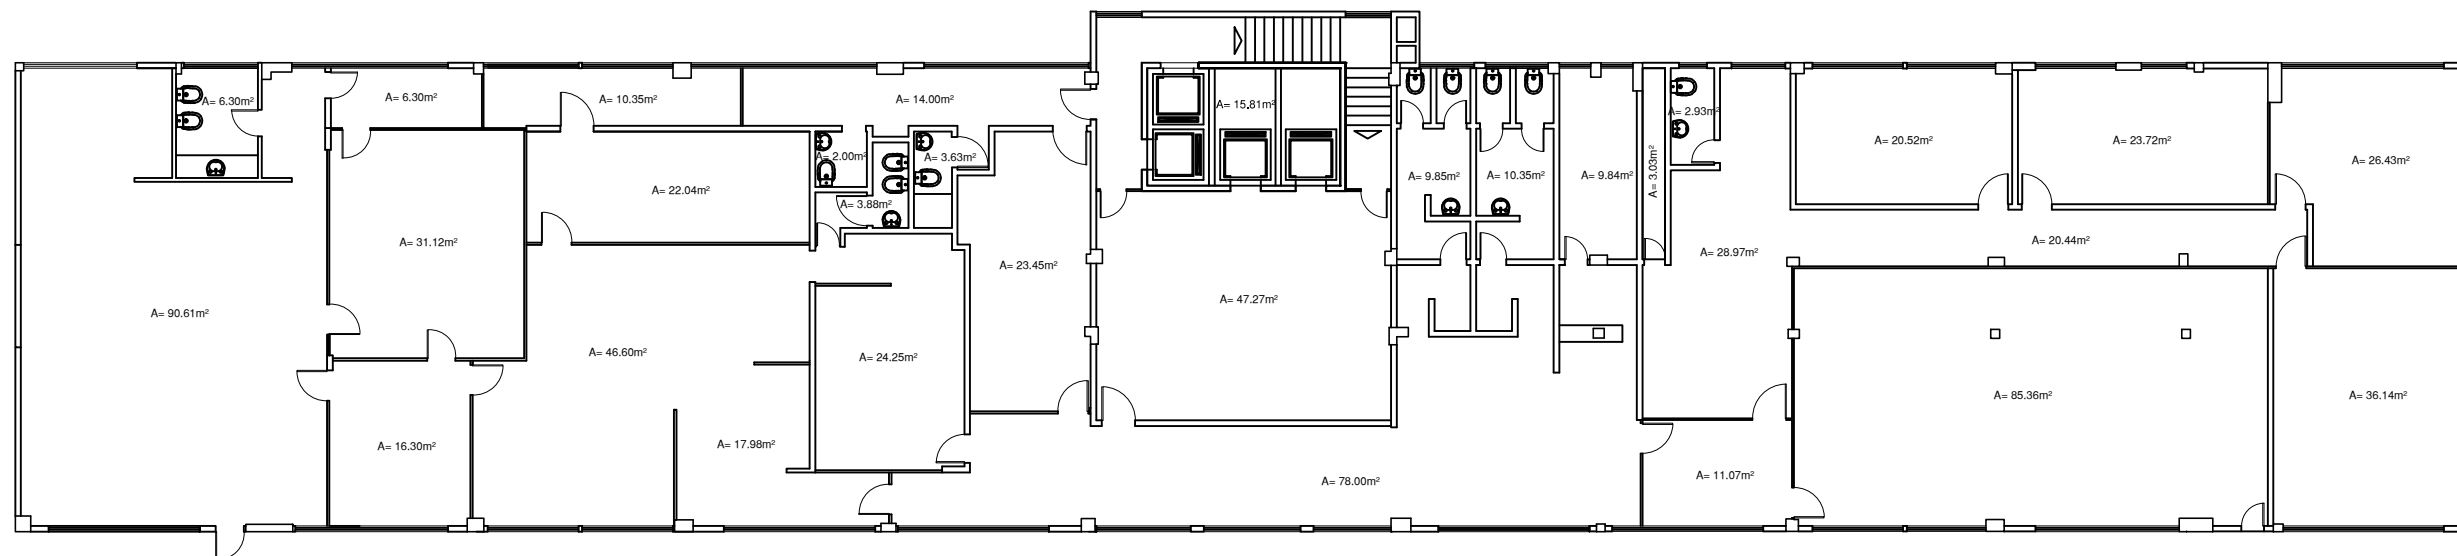 A= 6.30m²
A= 6.30m²
A= 10.35m²
A= 14.00m²
A= 15.81m²
A= 2.93m²
A= 20.52m²
A= 23.72m²
A= 26.43m²
A= 2.00m²
A= 3.63m²
A= 22.04m²
A= 3.88m²
A= 9.85m²
A= 10.35m²
A= 9.84m²
A= 3.03m²
A= 31.12m²
A= 23.45m²
A= 28.97m²
A= 20.44m²
A= 90.61m²
A= 47.27m²
A= 46.60m²
A= 24.25m²
A= 85.36m²
A= 36.14m²
A= 16.30m²
A= 17.98m²
A= 78.00m²
A= 11.07m²